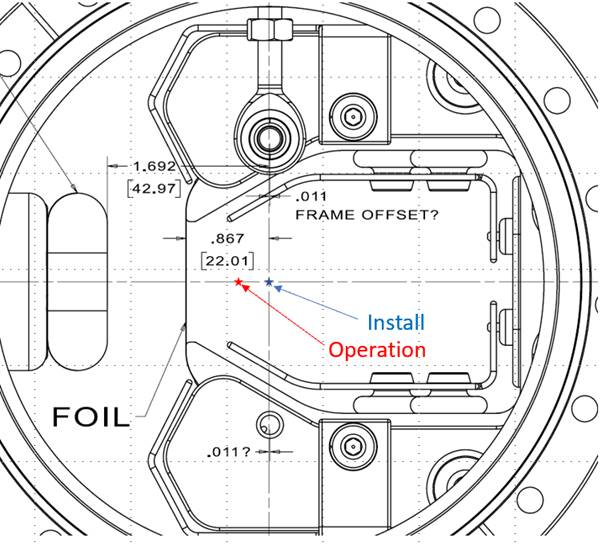 1.692
[42.97]
.011
FRAME OFFSET?
.867
[22.01]
Install
Operation
FOIL
.011?